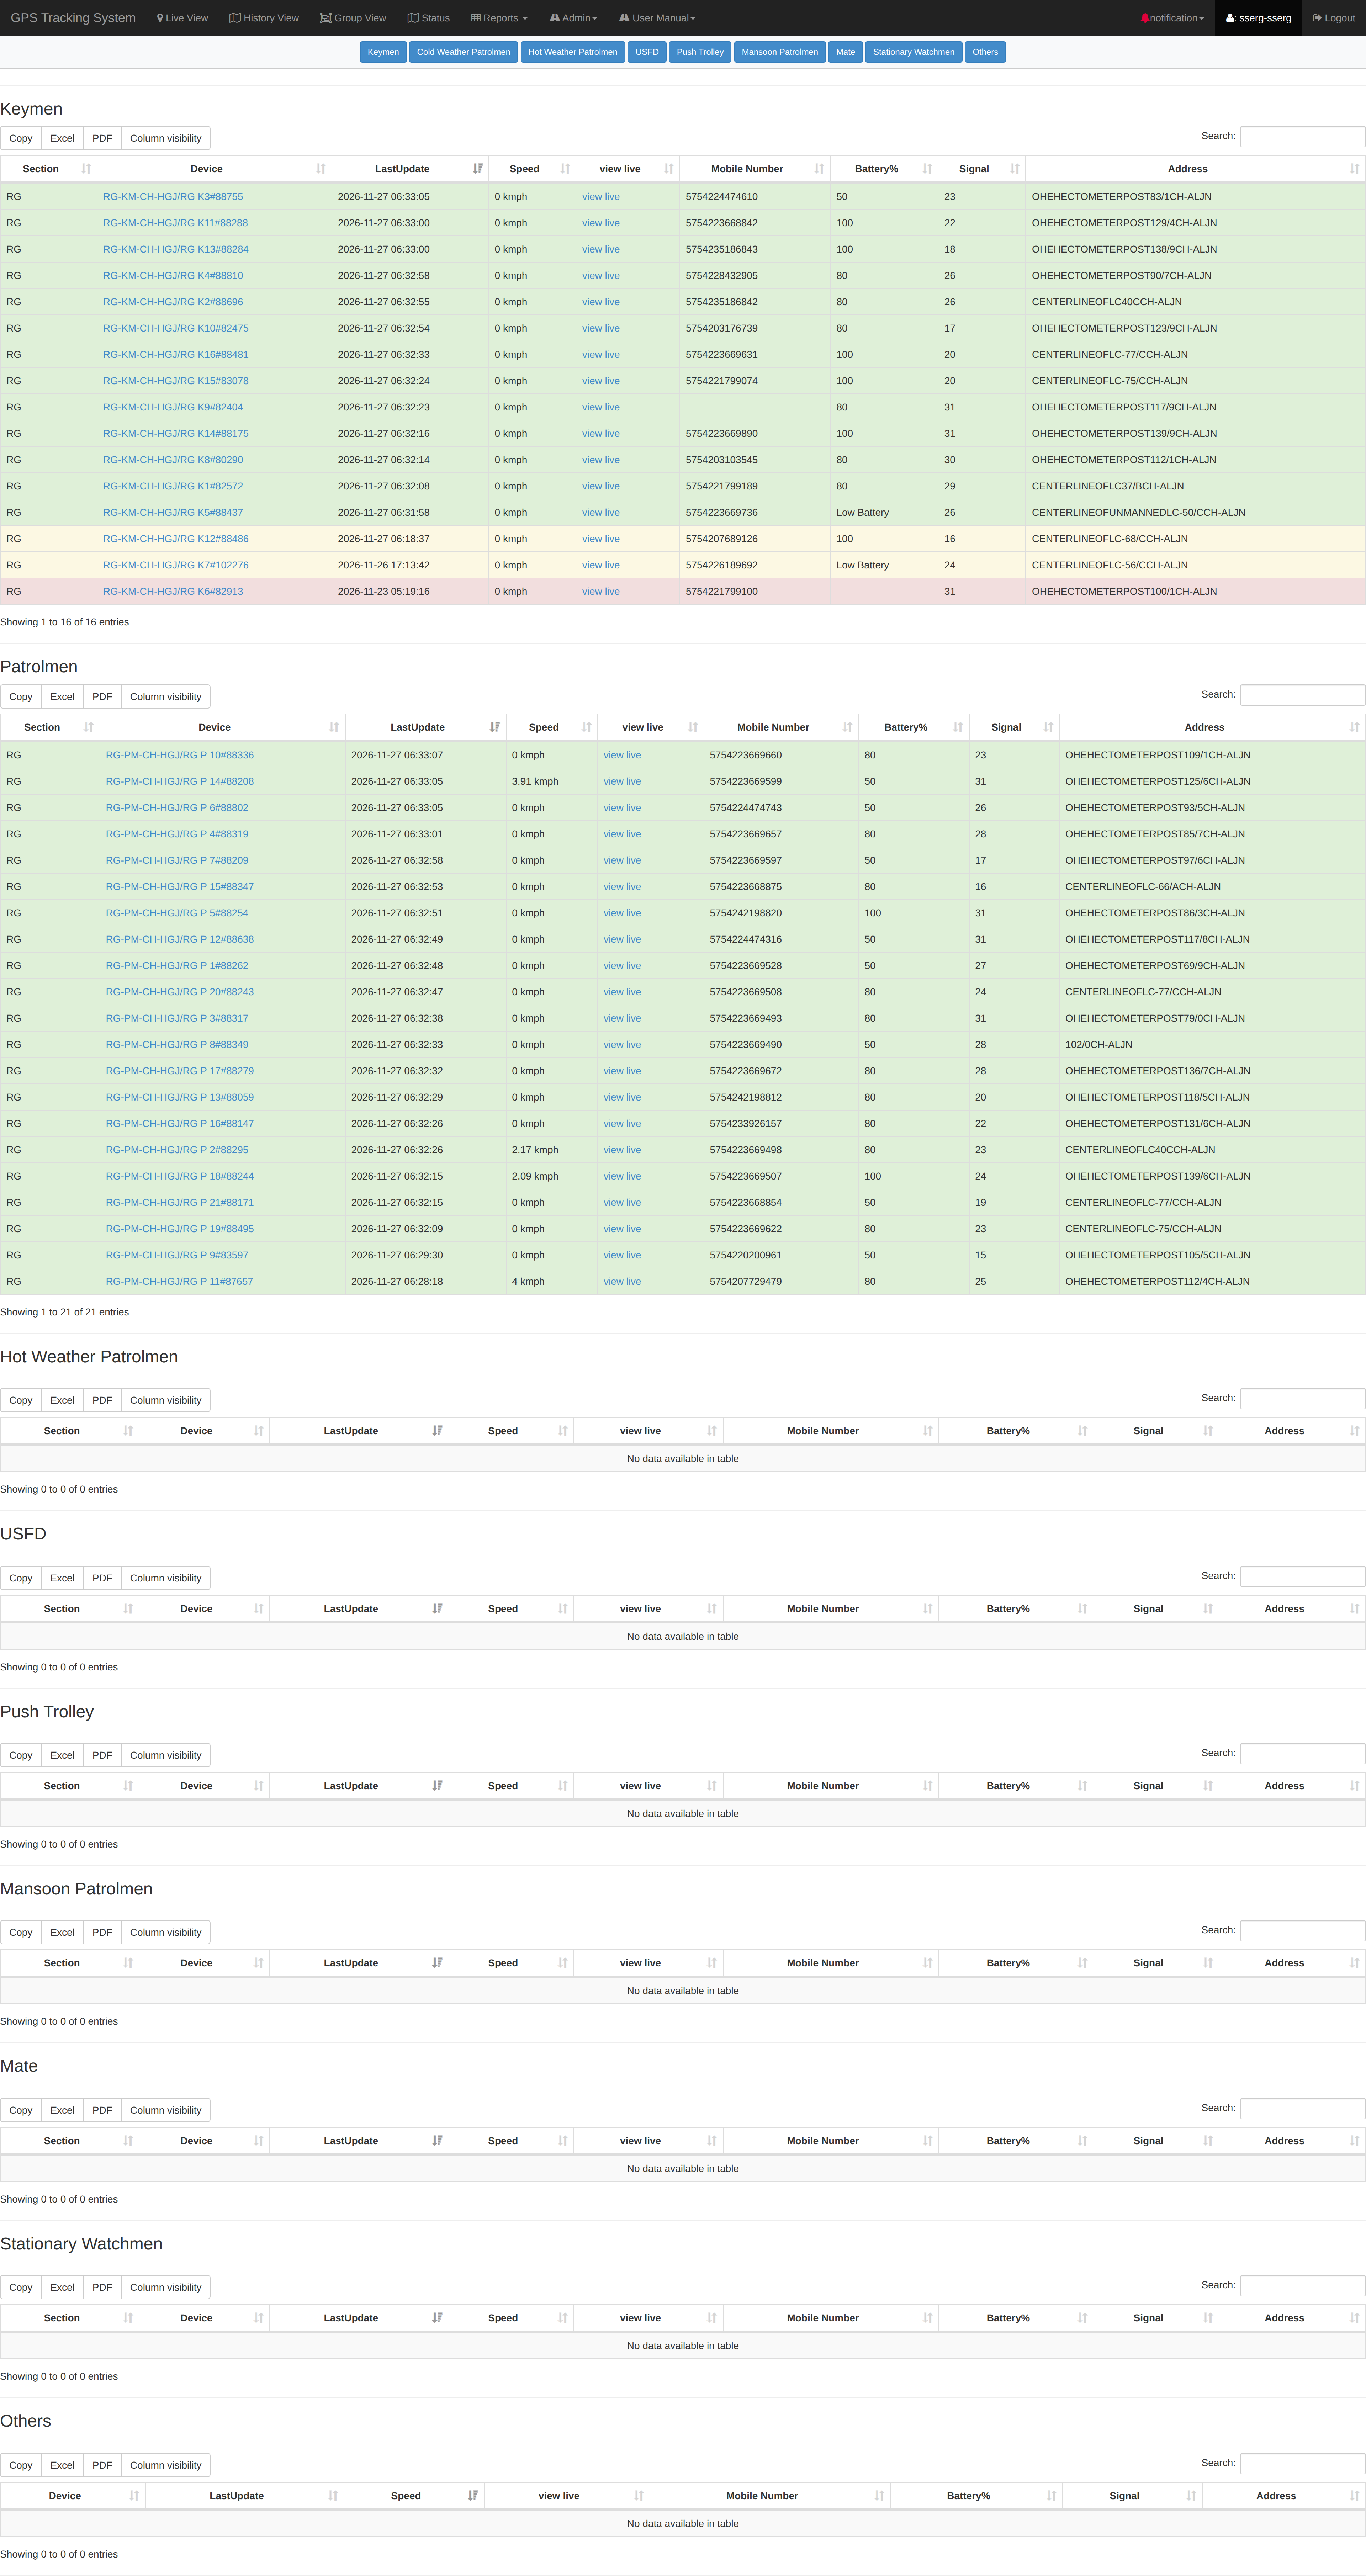 GPS Tracking System Live View History View Group View Status Reports Admin User Manual notification : sserg-sserg Logout
Keymen Cold Weather Patrolmen Hot Weather Patrolmen USFD Push Trolley Mansoon Patrolmen Mate Stationary Watchmen Others
Keymen
Copy Excel PDF Column visibility Search:
Section Device LastUpdate Speed view live Mobile Number Battery% Signal Address
RG RG-KM-CH-HGJ/RG K3#88755 2026-11-27 06:33:05 0 kmph view live 5754224474610 50 23 OHEHECTOMETERPOST83/1CH-ALJN
RG RG-KM-CH-HGJ/RG K11#88288 2026-11-27 06:33:00 0 kmph view live 5754223668842 100 22 OHEHECTOMETERPOST129/4CH-ALJN
RG RG-KM-CH-HGJ/RG K13#88284 2026-11-27 06:33:00 0 kmph view live 5754235186843 100 18 OHEHECTOMETERPOST138/9CH-ALJN
RG RG-KM-CH-HGJ/RG K4#88810 2026-11-27 06:32:58 0 kmph view live 5754228432905 80 26 OHEHECTOMETERPOST90/7CH-ALJN
RG RG-KM-CH-HGJ/RG K2#88696 2026-11-27 06:32:55 0 kmph view live 5754235186842 80 26 CENTERLINEOFLC40CCH-ALJN
RG RG-KM-CH-HGJ/RG K10#82475 2026-11-27 06:32:54 0 kmph view live 5754203176739 80 17 OHEHECTOMETERPOST123/9CH-ALJN
RG RG-KM-CH-HGJ/RG K16#88481 2026-11-27 06:32:33 0 kmph view live 5754223669631 100 20 CENTERLINEOFLC-77/CCH-ALJN
RG RG-KM-CH-HGJ/RG K15#83078 2026-11-27 06:32:24 0 kmph view live 5754221799074 100 20 CENTERLINEOFLC-75/CCH-ALJN
RG RG-KM-CH-HGJ/RG K9#82404 2026-11-27 06:32:23 0 kmph view live 80 31 OHEHECTOMETERPOST117/9CH-ALJN
RG RG-KM-CH-HGJ/RG K14#88175 2026-11-27 06:32:16 0 kmph view live 5754223669890 100 31 OHEHECTOMETERPOST139/9CH-ALJN
RG RG-KM-CH-HGJ/RG K8#80290 2026-11-27 06:32:14 0 kmph view live 5754203103545 80 30 OHEHECTOMETERPOST112/1CH-ALJN
RG RG-KM-CH-HGJ/RG K1#82572 2026-11-27 06:32:08 0 kmph view live 5754221799189 80 29 CENTERLINEOFLC37/BCH-ALJN
RG RG-KM-CH-HGJ/RG K5#88437 2026-11-27 06:31:58 0 kmph view live 5754223669736 Low Battery 26 CENTERLINEOFUNMANNEDLC-50/CCH-ALJN
RG RG-KM-CH-HGJ/RG K12#88486 2026-11-27 06:18:37 0 kmph view live 5754207689126 100 16 CENTERLINEOFLC-68/CCH-ALJN
RG RG-KM-CH-HGJ/RG K7#102276 2026-11-26 17:13:42 0 kmph view live 5754226189692 Low Battery 24 CENTERLINEOFLC-56/CCH-ALJN
RG RG-KM-CH-HGJ/RG K6#82913 2026-11-23 05:19:16 0 kmph view live 5754221799100 31 OHEHECTOMETERPOST100/1CH-ALJN
Showing 1 to 16 of 16 entries
Patrolmen
Copy Excel PDF Column visibility Search:
Section Device LastUpdate Speed view live Mobile Number Battery% Signal Address
RG RG-PM-CH-HGJ/RG P 10#88336 2026-11-27 06:33:07 0 kmph view live 5754223669660 80 23 OHEHECTOMETERPOST109/1CH-ALJN
RG RG-PM-CH-HGJ/RG P 14#88208 2026-11-27 06:33:05 3.91 kmph view live 5754223669599 50 31 OHEHECTOMETERPOST125/6CH-ALJN
RG RG-PM-CH-HGJ/RG P 6#88802 2026-11-27 06:33:05 0 kmph view live 5754224474743 50 26 OHEHECTOMETERPOST93/5CH-ALJN
RG RG-PM-CH-HGJ/RG P 4#88319 2026-11-27 06:33:01 0 kmph view live 5754223669657 80 28 OHEHECTOMETERPOST85/7CH-ALJN
RG RG-PM-CH-HGJ/RG P 7#88209 2026-11-27 06:32:58 0 kmph view live 5754223669597 50 17 OHEHECTOMETERPOST97/6CH-ALJN
RG RG-PM-CH-HGJ/RG P 15#88347 2026-11-27 06:32:53 0 kmph view live 5754223668875 80 16 CENTERLINEOFLC-66/ACH-ALJN
RG RG-PM-CH-HGJ/RG P 5#88254 2026-11-27 06:32:51 0 kmph view live 5754242198820 100 31 OHEHECTOMETERPOST86/3CH-ALJN
RG RG-PM-CH-HGJ/RG P 12#88638 2026-11-27 06:32:49 0 kmph view live 5754224474316 50 31 OHEHECTOMETERPOST117/8CH-ALJN
RG RG-PM-CH-HGJ/RG P 1#88262 2026-11-27 06:32:48 0 kmph view live 5754223669528 50 27 OHEHECTOMETERPOST69/9CH-ALJN
RG RG-PM-CH-HGJ/RG P 20#88243 2026-11-27 06:32:47 0 kmph view live 5754223669508 80 24 CENTERLINEOFLC-77/CCH-ALJN
RG RG-PM-CH-HGJ/RG P 3#88317 2026-11-27 06:32:38 0 kmph view live 5754223669493 80 31 OHEHECTOMETERPOST79/0CH-ALJN
RG RG-PM-CH-HGJ/RG P 8#88349 2026-11-27 06:32:33 0 kmph view live 5754223669490 50 28 102/0CH-ALJN
RG RG-PM-CH-HGJ/RG P 17#88279 2026-11-27 06:32:32 0 kmph view live 5754223669672 80 28 OHEHECTOMETERPOST136/7CH-ALJN
RG RG-PM-CH-HGJ/RG P 13#88059 2026-11-27 06:32:29 0 kmph view live 5754242198812 80 20 OHEHECTOMETERPOST118/5CH-ALJN
RG RG-PM-CH-HGJ/RG P 16#88147 2026-11-27 06:32:26 0 kmph view live 5754233926157 80 22 OHEHECTOMETERPOST131/6CH-ALJN
RG RG-PM-CH-HGJ/RG P 2#88295 2026-11-27 06:32:26 2.17 kmph view live 5754223669498 80 23 CENTERLINEOFLC40CCH-ALJN
RG RG-PM-CH-HGJ/RG P 18#88244 2026-11-27 06:32:15 2.09 kmph view live 5754223669507 100 24 OHEHECTOMETERPOST139/6CH-ALJN
RG RG-PM-CH-HGJ/RG P 21#88171 2026-11-27 06:32:15 0 kmph view live 5754223668854 50 19 CENTERLINEOFLC-77/CCH-ALJN
RG RG-PM-CH-HGJ/RG P 19#88495 2026-11-27 06:32:09 0 kmph view live 5754223669622 80 23 CENTERLINEOFLC-75/CCH-ALJN
RG RG-PM-CH-HGJ/RG P 9#83597 2026-11-27 06:29:30 0 kmph view live 5754220200961 50 15 OHEHECTOMETERPOST105/5CH-ALJN
RG RG-PM-CH-HGJ/RG P 11#87657 2026-11-27 06:28:18 4 kmph view live 5754207729479 80 25 OHEHECTOMETERPOST112/4CH-ALJN
Showing 1 to 21 of 21 entries
Hot Weather Patrolmen
Copy Excel PDF Column visibility Search:
Section Device LastUpdate Speed view live Mobile Number Battery% Signal Address
No data available in table
Showing 0 to 0 of 0 entries
USFD
Copy Excel PDF Column visibility Search:
Section Device LastUpdate Speed view live Mobile Number Battery% Signal Address
No data available in table
Showing 0 to 0 of 0 entries
Push Trolley
Copy Excel PDF Column visibility Search:
Section Device LastUpdate Speed view live Mobile Number Battery% Signal Address
No data available in table
Showing 0 to 0 of 0 entries
Mansoon Patrolmen
Copy Excel PDF Column visibility Search:
Section Device LastUpdate Speed view live Mobile Number Battery% Signal Address
No data available in table
Showing 0 to 0 of 0 entries
Mate
Copy Excel PDF Column visibility Search:
Section Device LastUpdate Speed view live Mobile Number Battery% Signal Address
No data available in table
Showing 0 to 0 of 0 entries
Stationary Watchmen
Copy Excel PDF Column visibility Search:
Section Device LastUpdate Speed view live Mobile Number Battery% Signal Address
No data available in table
Showing 0 to 0 of 0 entries
Others
Copy Excel PDF Column visibility Search:
Device LastUpdate Speed view live Mobile Number Battery% Signal Address
No data available in table
Showing 0 to 0 of 0 entries